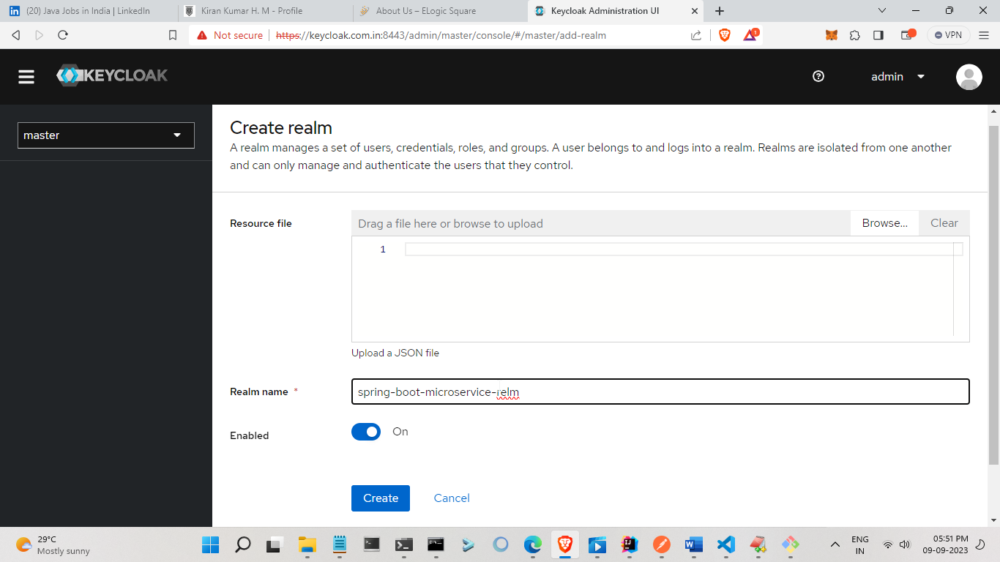 (20) Java Jobs in India | LinkedIn
Kiran Kumar H. M - Profile
About Us – ELogic Square
Keycloak Administration UI
Not secure
https://keycloak.com.in:8443/admin/master/console/#/master/add-realm
1
VPN
KEYCLOAK
admin
master
Create realm
A realm manages a set of users, credentials, roles, and groups. A user belongs to and logs into a realm. Realms are isolated from one another
and can only manage and authenticate the users that they control.
Resource file
Drag a file here or browse to upload
Browse...
Clear
1
Upload a JSON file
Realm name *
spring-boot-microservice-relm
Enabled
On
Create
Cancel
29°C
Mostly sunny
ENG
IN
05:51 PM
09-09-2023